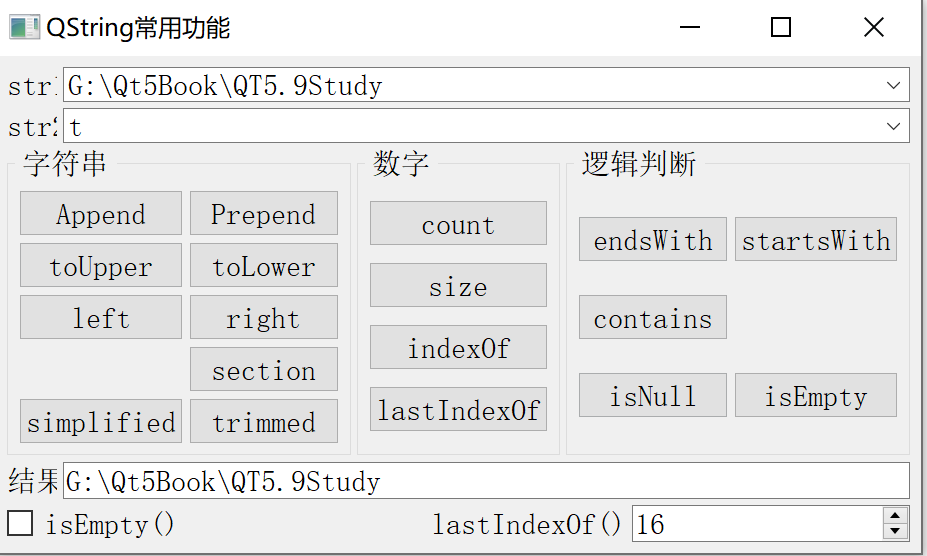 QString常用功能
str1 G:\Qt5Book\QT5.9Study
str2 t
字符串 数字 逻辑判断
Append Prepend count endsWith startsWith
toUpper toLower size
left right indexOf contains
section
simplified trimmed lastIndexOf isNull isEmpty
结果 G:\Qt5Book\QT5.9Study
isEmpty() lastIndexOf() 16